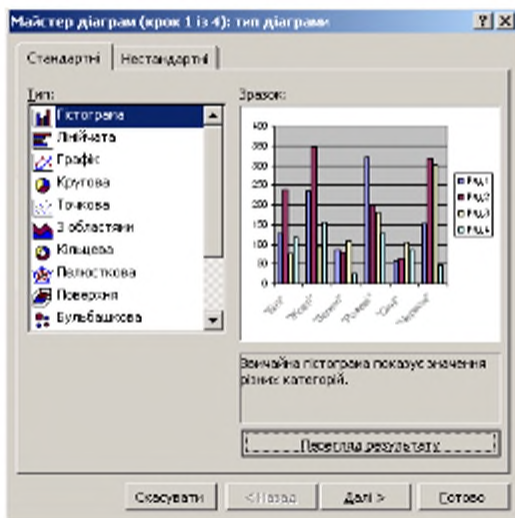 Майстер діаграм (крок 1 із 4): тип діаграми
Стандартні
Нестандартні
Тип:
Гістограма
Лінійчата
Графік
Кругова
Точкова
З областями
Кільцева
Пелюсткова
Поверхня
Бульбашкова
Зразок:
400
350
300
250
200
150
100
50
0
Ряд1
Ряд2
Ряд3
Ряд4
Звичайна гістограма показує значення
різних категорій.
Перегляд результату
Скасувати
< Назад
Далі >
Готово